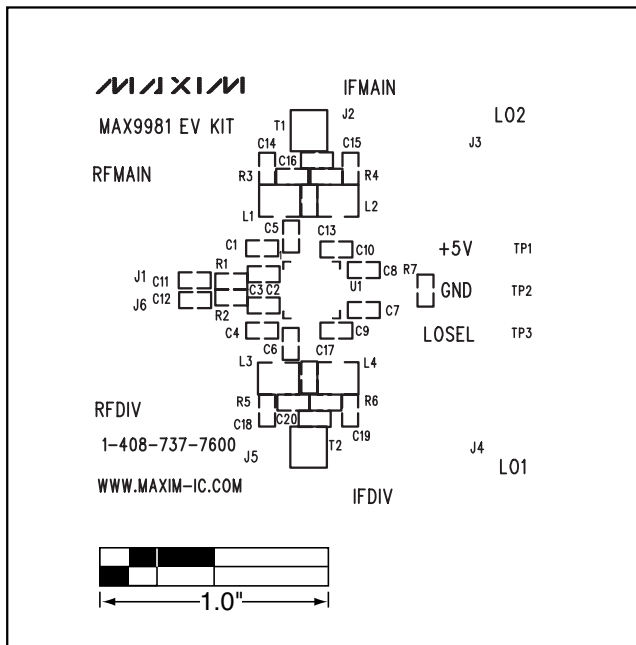 MAXIM
IFMAIN
J2
LO2
T1
MAX9981 EV KIT
J3
C14
C15
C16
RFMAIN
R3
R4
L1
L2
C5
C13
C1
C10
+5V
TP1
C8
R7
J1
C11
R1
C3 C2
U1
GND
TP2
J6
C12
R2
C7
C4
C9
LOSEL
TP3
C6
C17
L3
L4
R5
R6
RFDIV
C18
C20
C19
1-408-737-7600
T2
J5
J4
LO1
WWW.MAXIM-IC.COM
IFDIV
1.0"